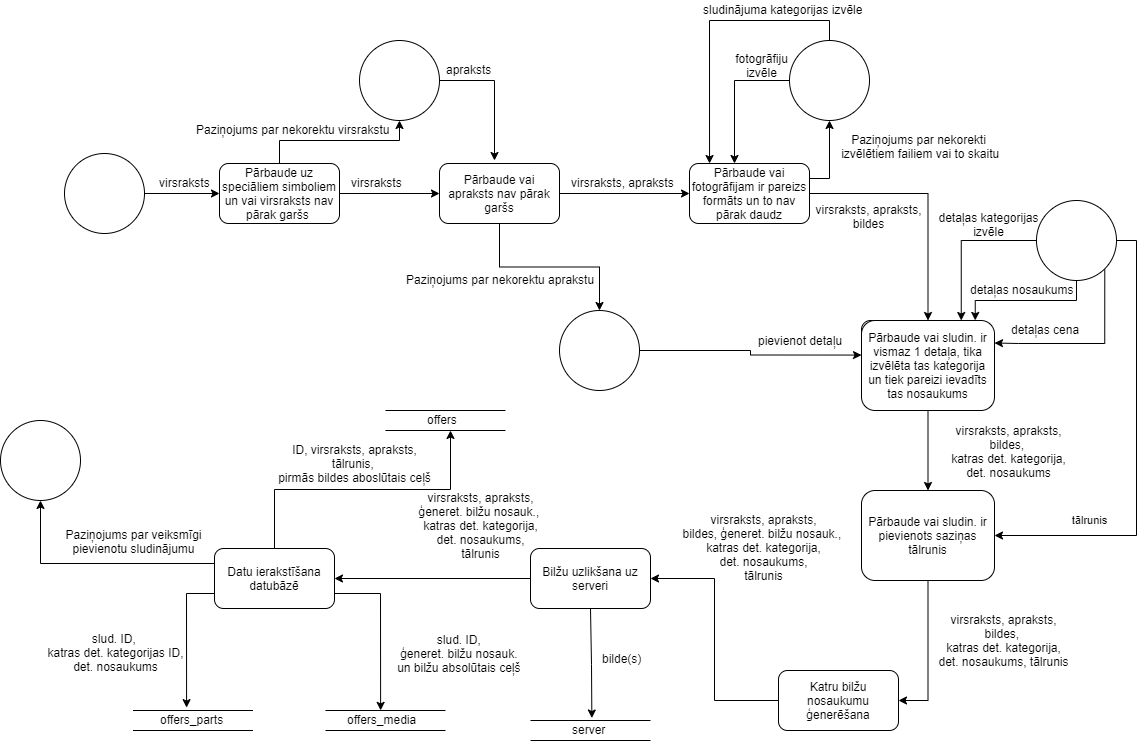 sludinājuma kategorijas izvēle
fotogrāfiju
izvēle
apraksts
Paziņojums par nekorektu virsrakstu
Paziņojums par nekorekti
izvēlētiem failiem vai to skaitu
virsraksts
Pārbaude uz
speciāliem simboliem
un vai virsraksts nav
pārak garšs
virsraksts
Pārbaude vai
apraksts nav pārak
garšs
virsraksts, apraksts
Pārbaude vai
fotogrāfijam ir pareizs
formāts un to nav
pārak daudz
virsraksts, apraksts,
bildes
detaļas kategorijas
izvēle
Paziņojums par nekorektu aprakstu
detaļas nosaukums
detaļas cena
pievienot detaļu
Pārbaude vai sludin. ir
vismaz 1 detaļa, tika
izvēlēta tas kategorija
un tiek pareizi ievadīts
tas nosaukums
offers
ID, virsraksts, apraksts,
tālrunis,
pirmās bildes aboslūtais ceļš
virsraksts, apraksts,
bildes,
katras det. kategorija,
det. nosaukums
virsraksts, apraksts,
ģeneret. bilžu nosauk.,
katras det. kategorija,
det. nosaukums,
tālrunis
virsraksts, apraksts,
bildes, ģeneret. bilžu nosauk.,
katras det. kategorija,
det. nosaukums,
tālrunis
Pārbaude vai sludin. ir
pievienots saziņas
tālrunis
tālrunis
Paziņojums par veiksmīgi
pievienotu sludinājumu
Datu ierakstīšana
datubāzē
Bilžu uzlikšana uz
serveri
virsraksts, apraksts,
bildes,
katras det. kategorija,
det. nosaukums, tālrunis
slud. ID,
katras det. kategorijas ID,
det. nosaukums
slud. ID,
ģeneret. bilžu nosauk.
un bilžu absolūtais ceļš
bilde(s)
Katru bilžu
nosaukumu
ģenerēšana
offers_parts
offers_media
server